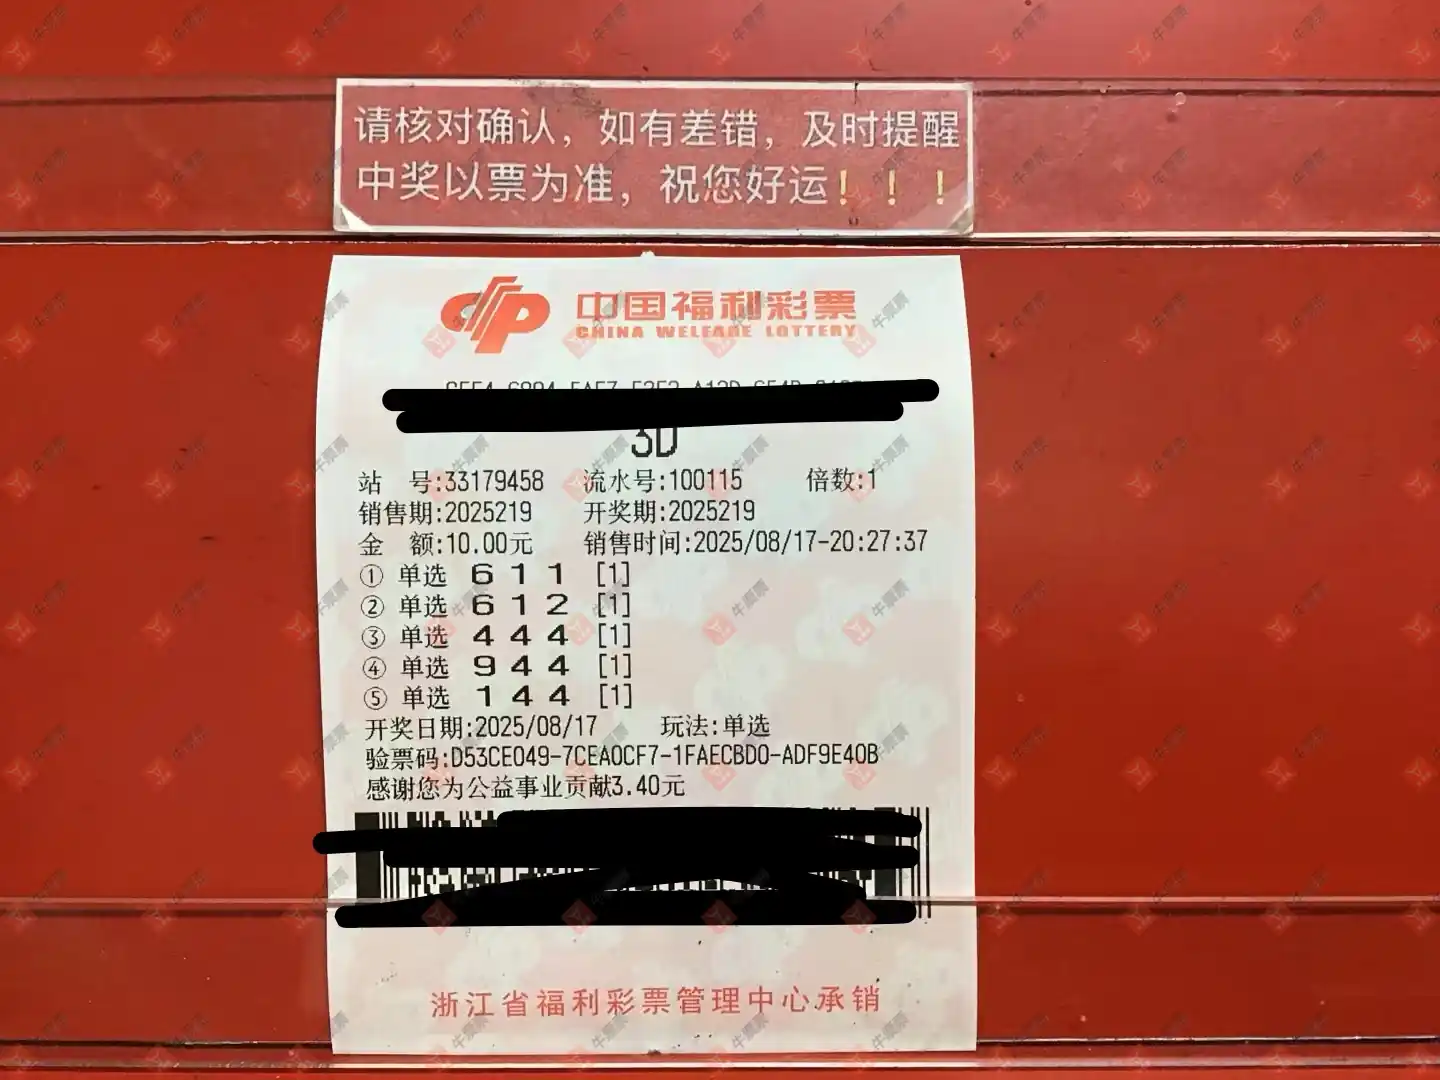 请核对确认，如有差错，及时提醒
中奖以票为准，祝您好运！！！
中国福利彩票
CHINA WELFARE LOTTERY
3D
站 号:33179458 流水号:100115 倍数:1
销售期:2025219 开奖期:2025219
金 额:10.00元 销售时间:2025/08/17-20:27:37
① 单选 6 1 1 [1]
② 单选 6 1 2 [1]
③ 单选 4 4 4 [1]
④ 单选 9 4 4 [1]
⑤ 单选 1 4 4 [1]
开奖日期:2025/08/17 玩法:单选
验票码:D53CE049-7CEA0CF7-1FAECBD0-ADF9E40B
感谢您为公益事业贡献3.40元
浙江省福利彩票管理中心承销